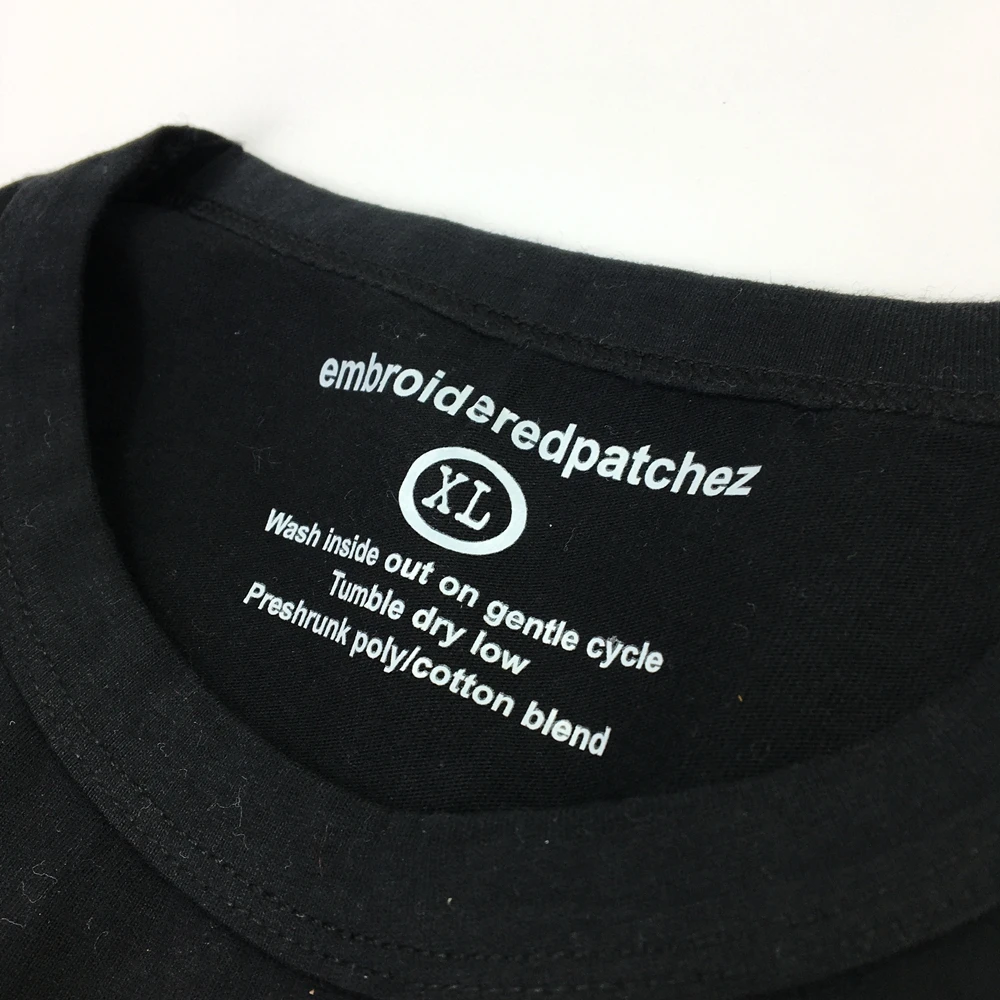 embroideredpatchez
XL
Wash inside out on gentle cycle
Tumble dry low
Preshrunk poly/cotton blend